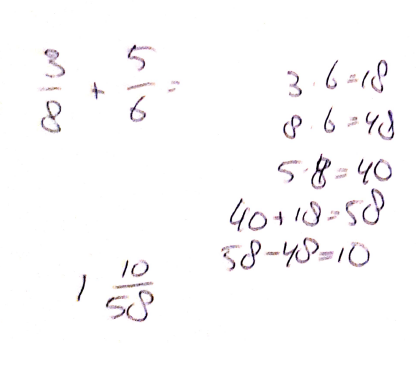 3/8 + 5/6 =
3 · 6 = 18
8 · 6 = 48
5 · 8 = 40
40 + 18 = 58
58 - 48 = 10
1 10/58